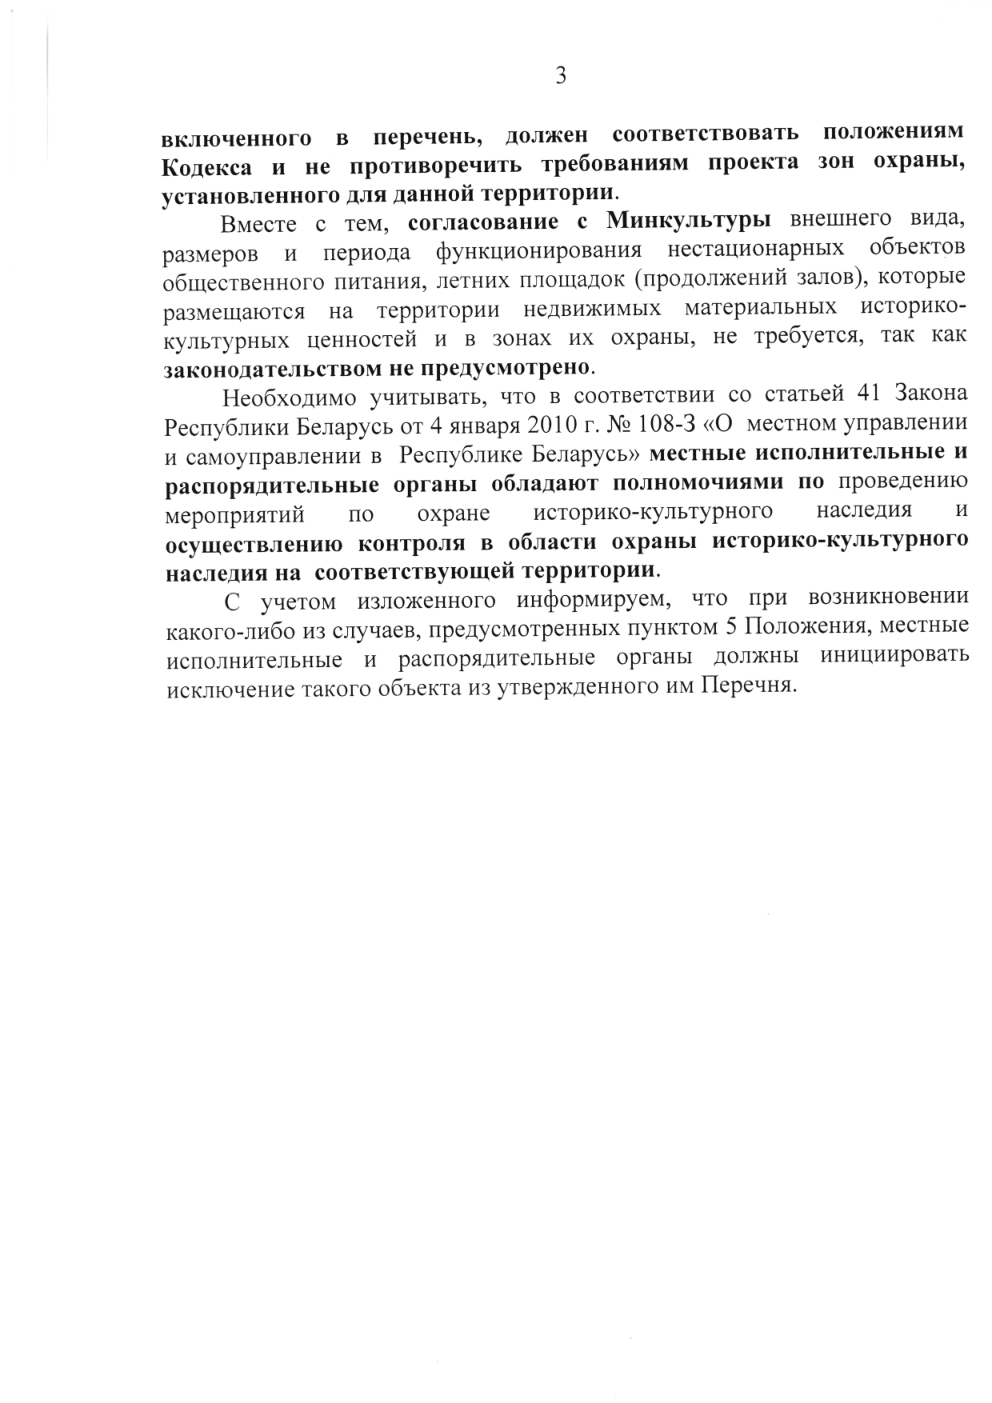 3
включенного в перечень, должен соответствовать положениям
Кодекса и не противоречить требованиям проекта зон охраны,
установленного для данной территории.
Вместе с тем, согласование с Минкультуры внешнего вида,
размеров и периода функционирования нестационарных объектов
общественного питания, летних площадок (продолжений залов), которые
размещаются на территории недвижимых материальных историко-
культурных ценностей и в зонах их охраны, не требуется, так как
законодательством не предусмотрено.
Необходимо учитывать, что в соответствии со статьей 41 Закона
Республики Беларусь от 4 января 2010 г. № 108-З «О местном управлении
и самоуправлении в Республике Беларусь» местные исполнительные и
распорядительные органы обладают полномочиями по проведению
мероприятий по охране историко-культурного наследия и
осуществлению контроля в области охраны историко-культурного
наследия на соответствующей территории.
С учетом изложенного информируем, что при возникновении
какого-либо из случаев, предусмотренных пунктом 5 Положения, местные
исполнительные и распорядительные органы должны инициировать
исключение такого объекта из утвержденного им Перечня.